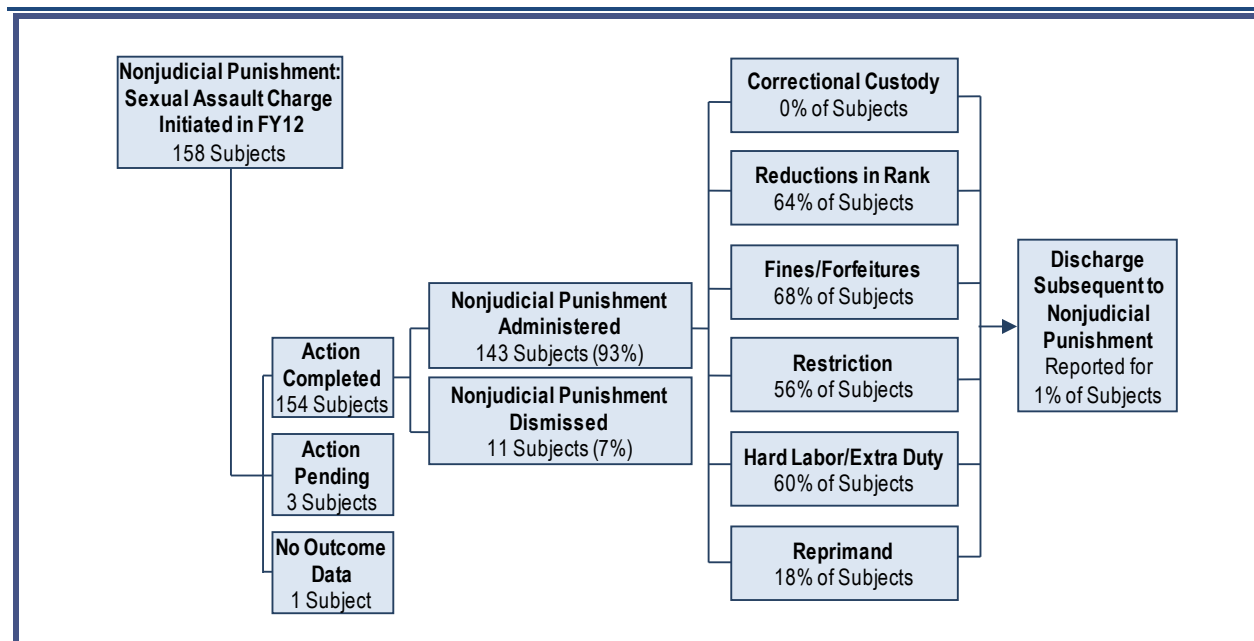 Nonjudicial Punishment:
Sexual Assault Charge
Initiated in FY12
158 Subjects
Action
Completed
154 Subjects
Action
Pending
3 Subjects
No Outcome
Data
1 Subject
Nonjudicial Punishment
Administered
143 Subjects (93%)
Nonjudicial Punishment
Dismissed
11 Subjects (7%)
Correctional Custody
0% of Subjects
Reductions in Rank
64% of Subjects
Fines/Forfeitures
68% of Subjects
Restriction
56% of Subjects
Hard Labor/Extra Duty
60% of Subjects
Reprimand
18% of Subjects
Discharge
Subsequent to
Nonjudicial
Punishment
Reported for
1% of Subjects